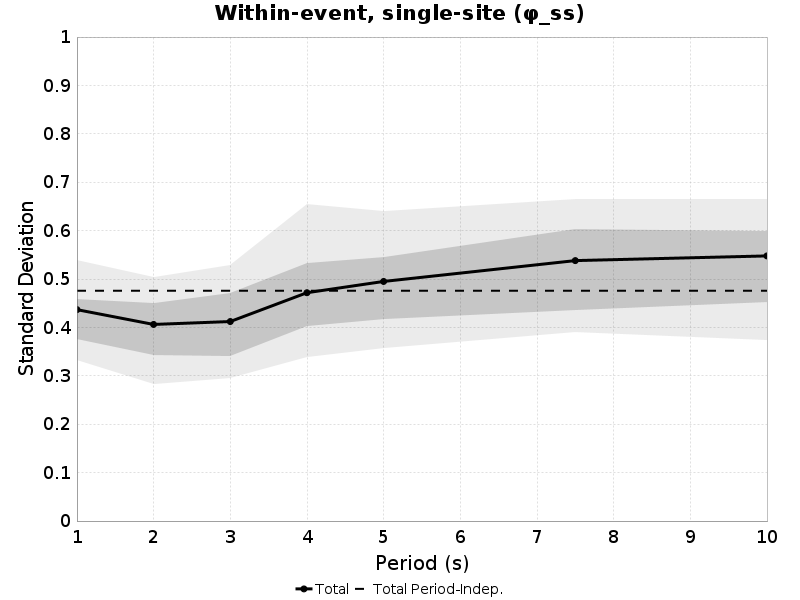 Within-event, single-site (φ_ss)
1
0.9
0.8
0.7
0.6
0.5
0.4
0.3
0.2
0.1
0
Standard Deviation
1 2 3 4 5 6 7 8 9 10
Period (s)
Total Total Period-Indep.